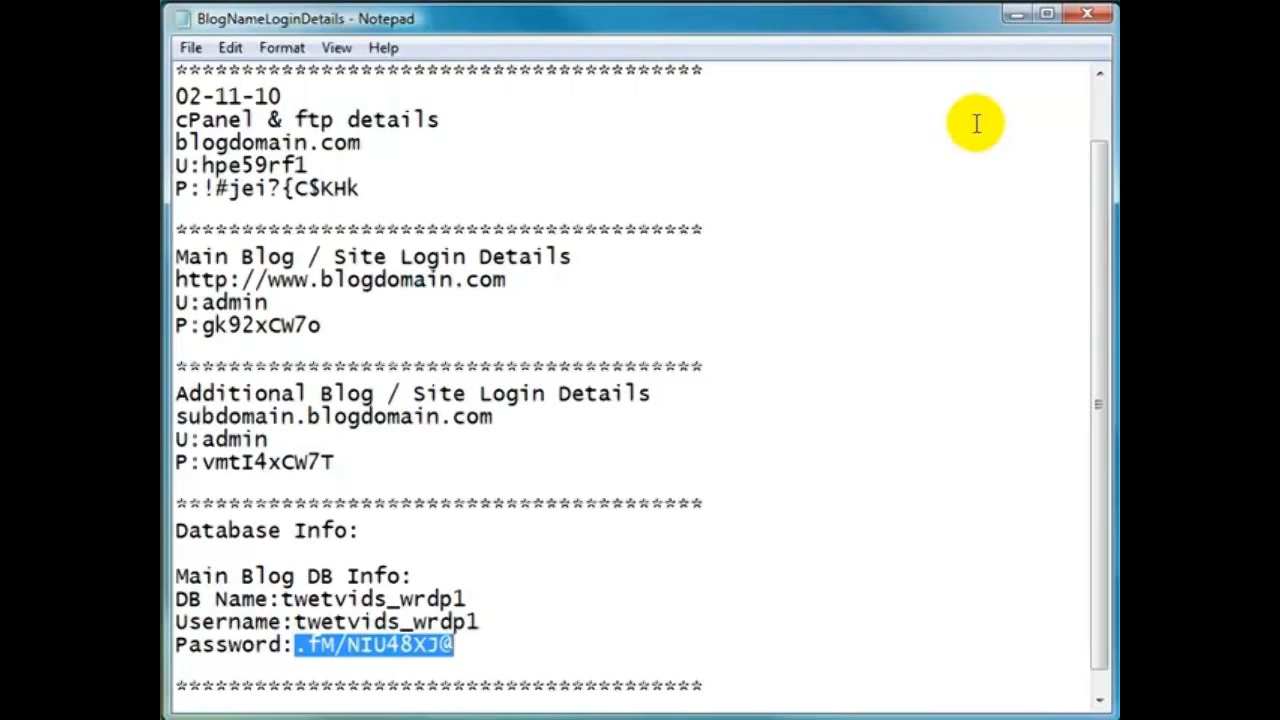 BlogNameLoginDetails - Notepad
File Edit Format View Help
****************************************
02-11-10
cPanel & ftp details
blogdomain.com
U:hpe59rf1
P:!#jei?{C$KHk
****************************************
Main Blog / Site Login Details
http://www.blogdomain.com
U:admin
P:gk92xCW7o
****************************************
Additional Blog / Site Login Details
subdomain.blogdomain.com
U:admin
P:vmtI4xCW7T
****************************************
Database Info:
Main Blog DB Info:
DB Name:twetvids_wrdp1
Username:twetvids_wrdp1
Password:.fM/NIU48XJ@
****************************************